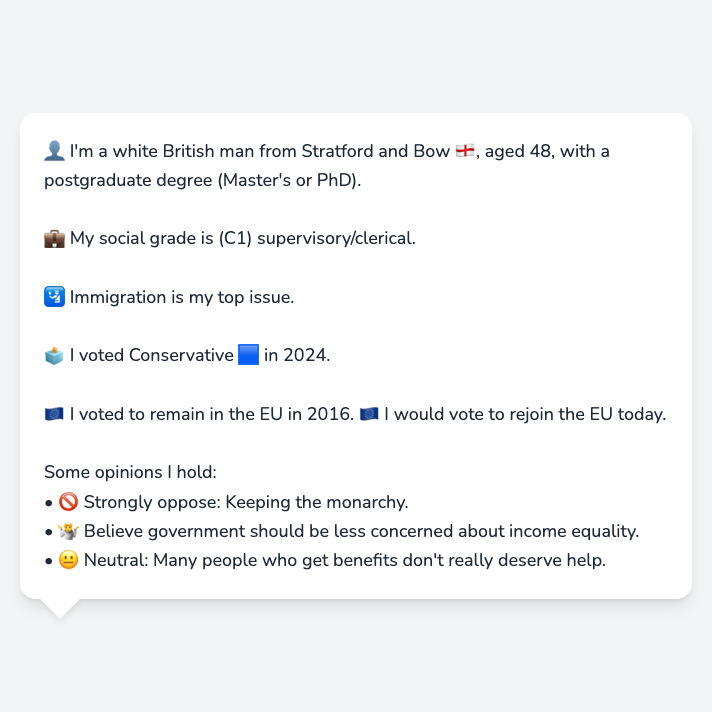 👤 I'm a white British man from Stratford and Bow 🏴󠁧󠁢󠁥󠁮󠁧󠁿, aged 48, with a
postgraduate degree (Master's or PhD).
💼 My social grade is (C1) supervisory/clerical.
🛂 Immigration is my top issue.
🗳️ I voted Conservative 🟦 in 2024.
🇪🇺 I voted to remain in the EU in 2016. 🇪🇺 I would vote to rejoin the EU today.
Some opinions I hold:
• 🚫 Strongly oppose: Keeping the monarchy.
• 🤷 Believe government should be less concerned about income equality.
• 😐 Neutral: Many people who get benefits don't really deserve help.